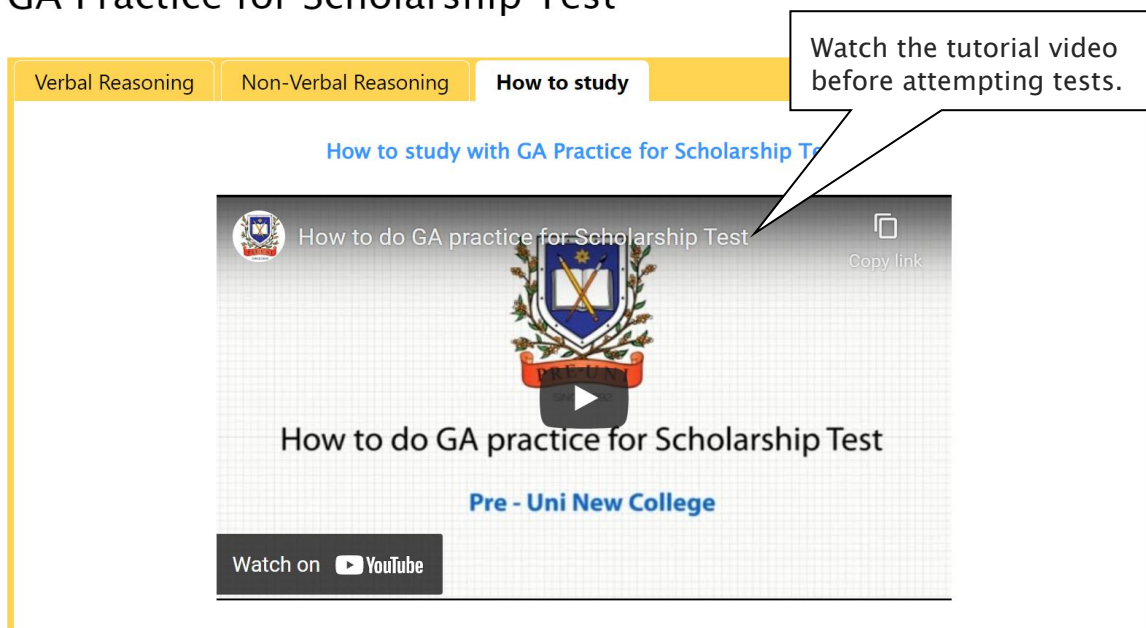 GA Practice for Scholarship Test
Watch the tutorial video
before attempting tests.
Verbal Reasoning
Non-Verbal Reasoning
How to study
How to study with GA Practice for Scholarship
How to do GA practice for Scholarship Test
Copy link
PRE-UNI
How to do GA practice for Scholarship Test
Pre - Uni New College
Watch on YouTube